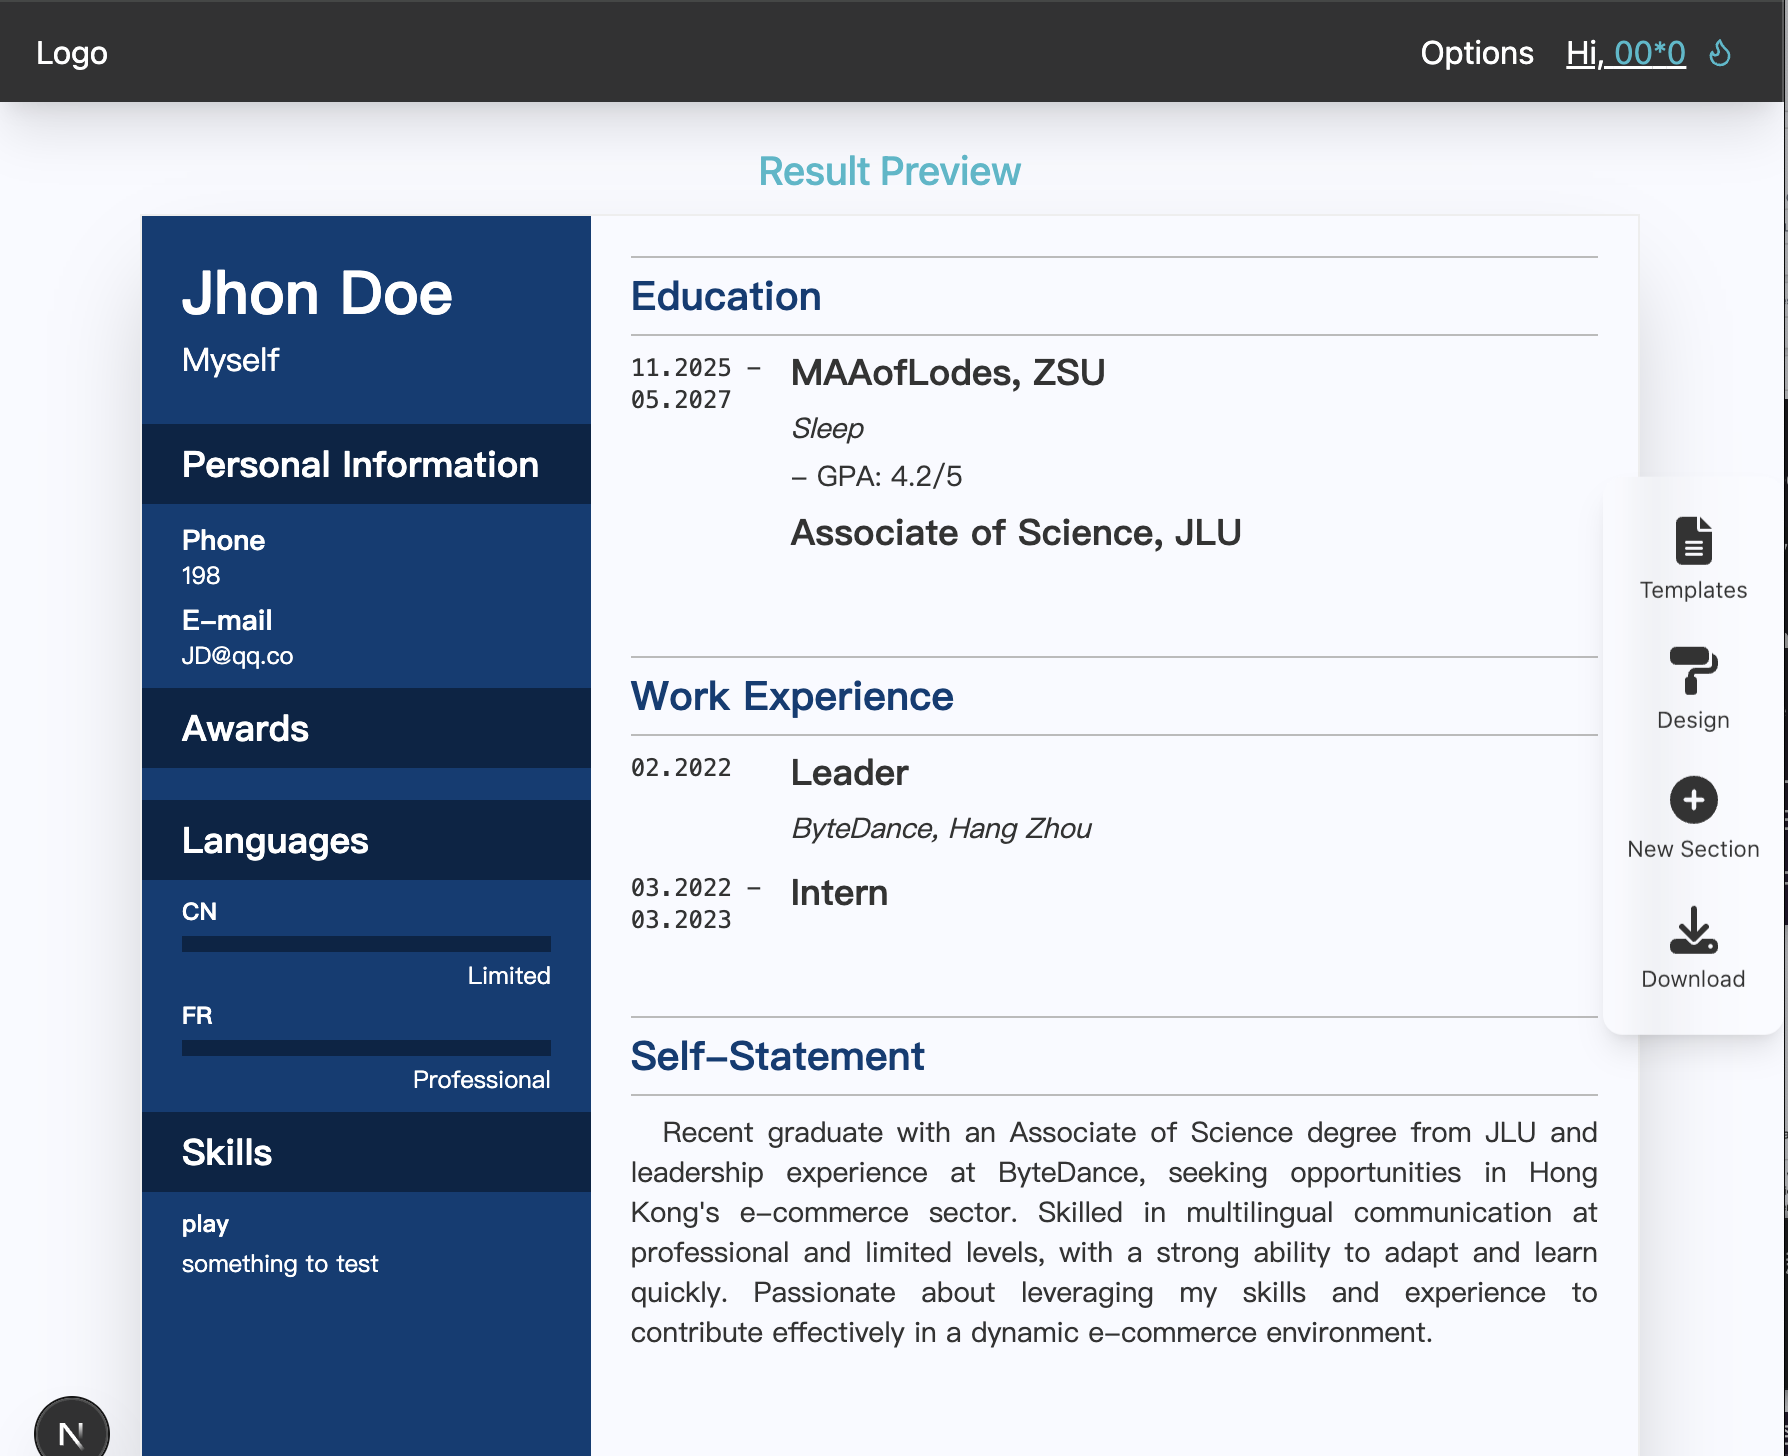 Logo
Options
Hi, 00*0
Result Preview
Jhon Doe
Myself
Personal Information
Phone
198
E-mail
JD@qq.co
Awards
Languages
CN
Limited
FR
Professional
Skills
play
something to test
Education
11.2025 –
05.2027
MAAofLodes, ZSU
Sleep
– GPA: 4.2/5
Associate of Science, JLU
Work Experience
02.2022
Leader
ByteDance, Hang Zhou
03.2022 –
03.2023
Intern
Self-Statement
Recent graduate with an Associate of Science degree from JLU and
leadership experience at ByteDance, seeking opportunities in Hong
Kong's e-commerce sector. Skilled in multilingual communication at
professional and limited levels, with a strong ability to adapt and learn
quickly. Passionate about leveraging my skills and experience to
contribute effectively in a dynamic e-commerce environment.
Templates
Design
New Section
Download
N